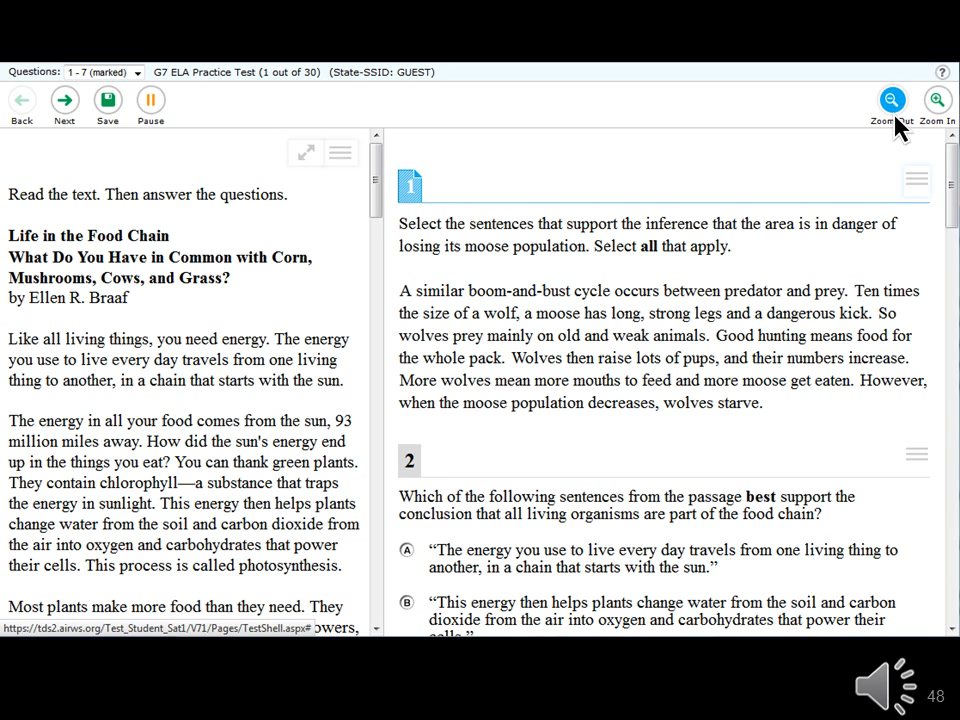 Questions: 1 - 7 (marked) G7 ELA Practice Test (1 out of 30) (State-SSID: GUEST) ?
Back Next Save Pause Zoom Out Zoom In
Read the text. Then answer the questions.
Life in the Food Chain
What Do You Have in Common with Corn,
Mushrooms, Cows, and Grass?
by Ellen R. Braaf
Like all living things, you need energy. The energy
you use to live every day travels from one living
thing to another, in a chain that starts with the sun.
The energy in all your food comes from the sun, 93
million miles away. How did the sun's energy end
up in the things you eat? You can thank green plants.
They contain chlorophyll—a substance that traps
the energy in sunlight. This energy then helps plants
change water from the soil and carbon dioxide from
the air into oxygen and carbohydrates that power
their cells. This process is called photosynthesis.
Most plants make more food than they need. They
https://tds2.airws.org/Test_Student_Sat1/V71/Pages/TestShell.aspx# owers,
1
Select the sentences that support the inference that the area is in danger of
losing its moose population. Select all that apply.
A similar boom-and-bust cycle occurs between predator and prey. Ten times
the size of a wolf, a moose has long, strong legs and a dangerous kick. So
wolves prey mainly on old and weak animals. Good hunting means food for
the whole pack. Wolves then raise lots of pups, and their numbers increase.
More wolves mean more mouths to feed and more moose get eaten. However,
when the moose population decreases, wolves starve.
2
Which of the following sentences from the passage best support the
conclusion that all living organisms are part of the food chain?
A “The energy you use to live every day travels from one living thing to
another, in a chain that starts with the sun.”
B “This energy then helps plants change water from the soil and carbon
dioxide from the air into oxygen and carbohydrates that power their
cells.”
48